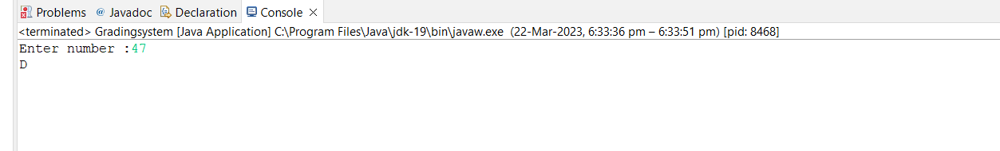 Problems @ Javadoc Declaration Console
<terminated> Gradingsystem [Java Application] C:\Program Files\Java\jdk-19\bin\javaw.exe (22-Mar-2023, 6:33:36 pm – 6:33:51 pm) [pid: 8468]
Enter number :47
D